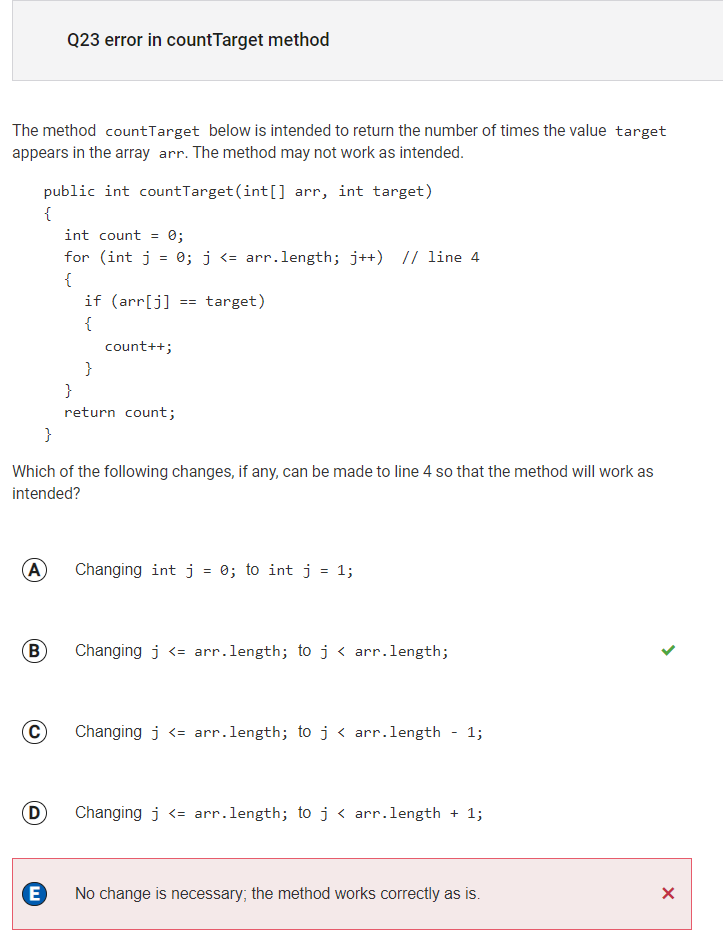 Q23 error in countTarget method
The method countTarget below is intended to return the number of times the value target
appears in the array arr. The method may not work as intended.
public int countTarget(int[] arr, int target)
{
int count = 0;
for (int j = 0; j <= arr.length; j++) // line 4
{
if (arr[j] == target)
{
count++;
}
}
return count;
}
Which of the following changes, if any, can be made to line 4 so that the method will work as
intended?
A Changing int j = 0; to int j = 1;
B Changing j <= arr.length; to j < arr.length;
C Changing j <= arr.length; to j < arr.length - 1;
D Changing j <= arr.length; to j < arr.length + 1;
E No change is necessary; the method works correctly as is.